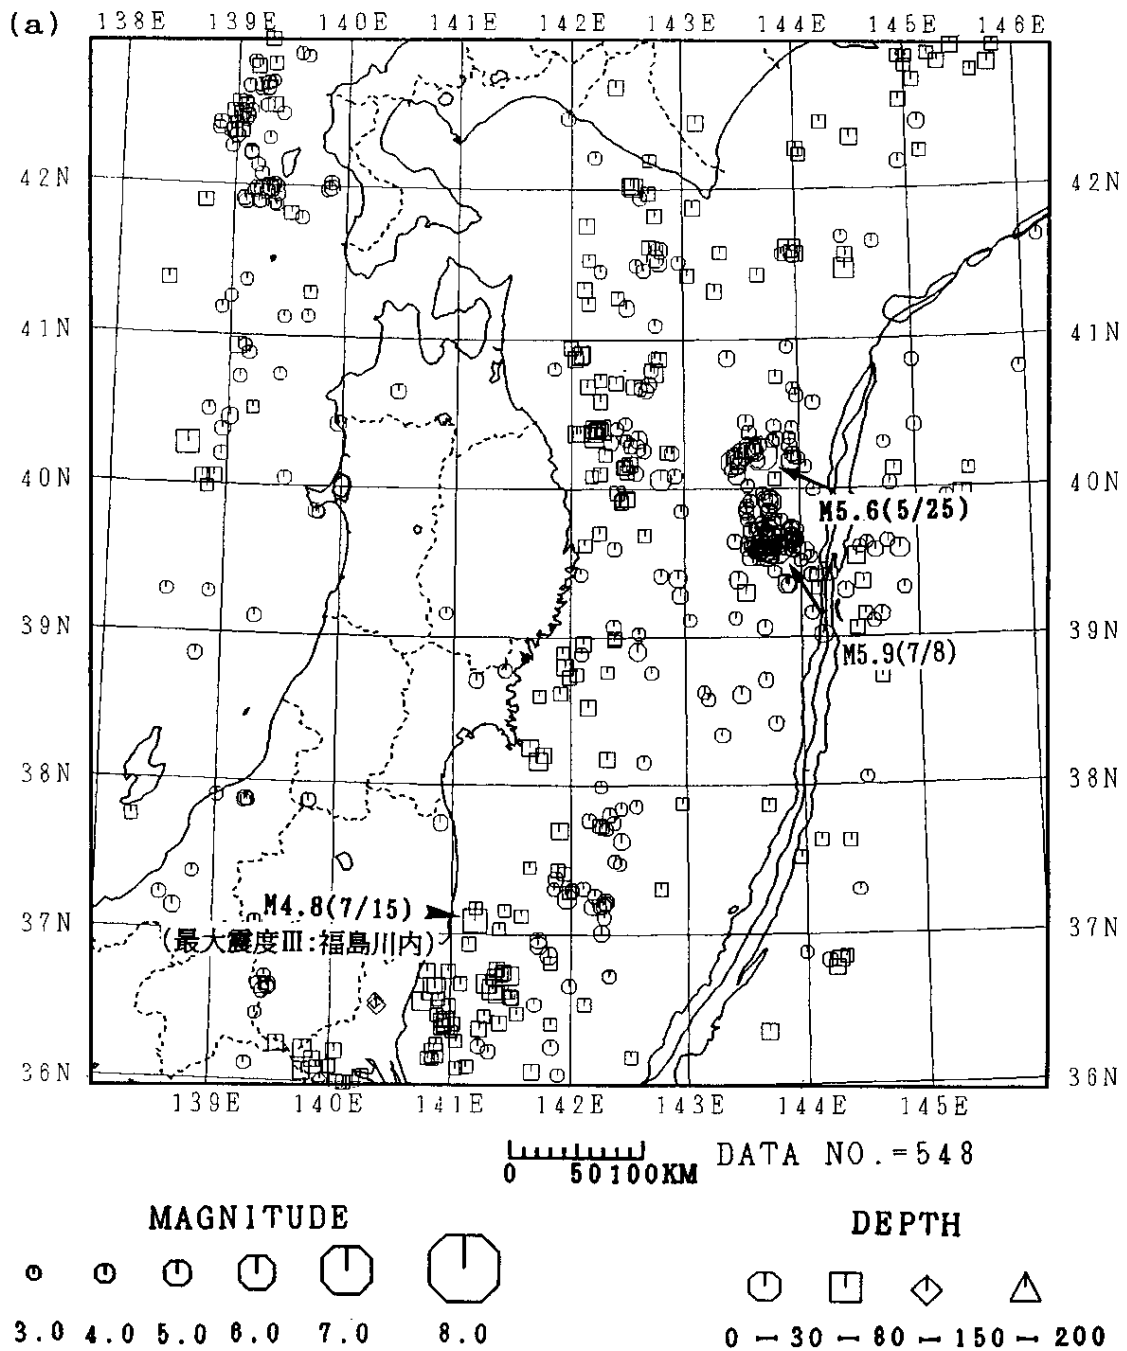 (a)
138E 139E 140E 141E 142E 143E 144E 145E 146E
42N 42N
41N 41N
40N 40N
M5.6(5/25)
39N 39N
M5.9(7/8)
38N 38N
M4.8(7/15)
37N 37N
(最大震度Ⅲ:福島川内)
36N 36N
139E 140E 141E 142E 143E 144E 145E
0 50 100KM
DATA NO.=548
MAGNITUDE
DEPTH
3.0 4.0 5.0 6.0 7.0 8.0
0 — 30 — 80 — 150 — 200